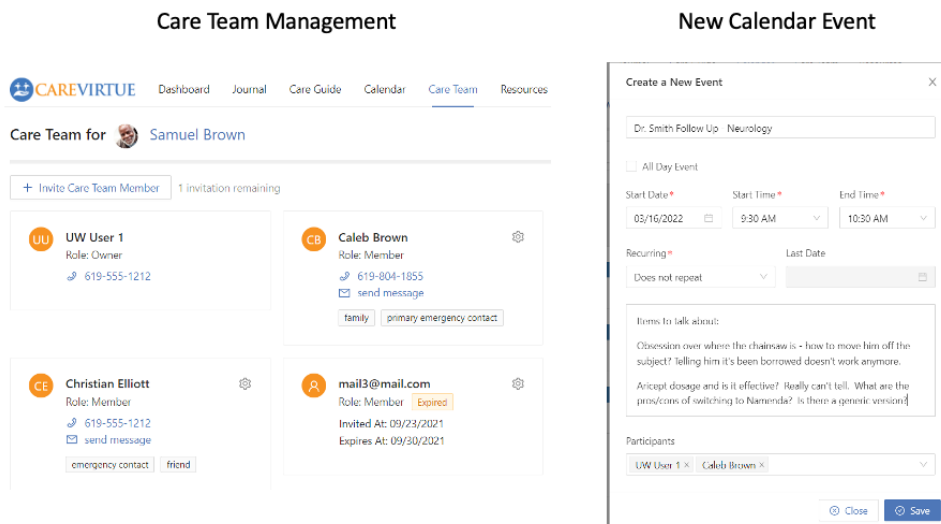 Care Team Management
CAREVIRTUE
Dashboard Journal Care Guide Calendar Care Team Resources
Care Team for Samuel Brown
+ Invite Care Team Member 1 invitation remaining
UU
UW User 1
Role: Owner
619-555-1212
CB
Caleb Brown
Role: Member
619-804-1855
send message
family primary emergency contact
CE
Christian Elliott
Role: Member
619-555-1212
send message
emergency contact friend
mail3@mail.com
Role: Member Expired
Invited At: 09/23/2021
Expires At: 09/30/2021
New Calendar Event
Create a New Event
Dr. Smith Follow Up Neurology
All Day Event
Start Date* Start Time* End Time*
03/16/2022 9:30 AM 10:30 AM
Recurring* Last Date
Does not repeat
Items to talk about:
Obsession over where the chainsaw is - how to move him off the
subject? Telling him it's been borrowed doesn't work anymore.
Aricept dosage and is it effective? Really can't tell. What are the
pros/cons of switching to Namenda? Is there a generic version?
Participants
UW User 1 × Caleb Brown ×
Close Save